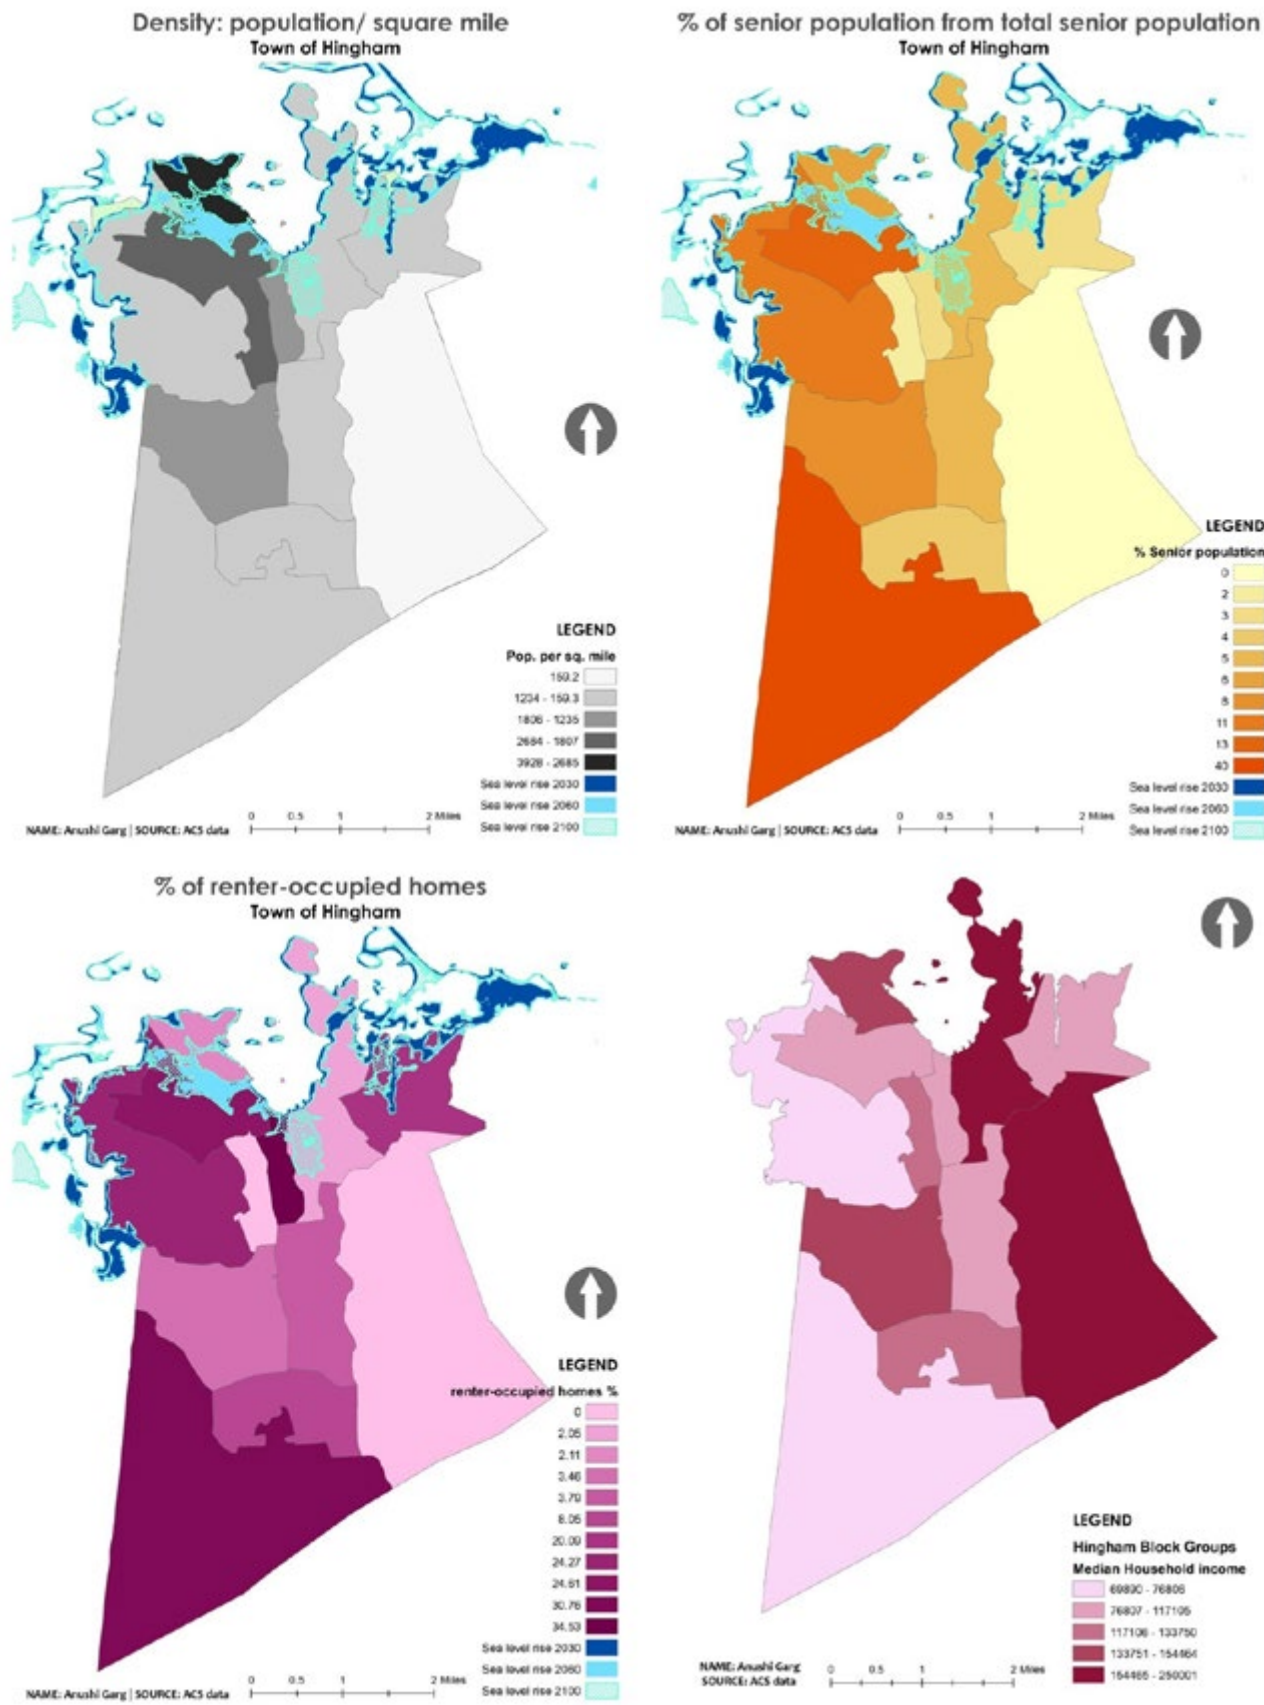 Density: population/ square mile
Town of Hingham
LEGEND
Pop. per sq. mile
159.2
1234 - 159.3
1806 - 1235
2684 - 1807
3928 - 2685
Sea level rise 2030
Sea level rise 2060
Sea level rise 2100
0 0.5 1 2 Miles
NAME: Anushi Garg | SOURCE: ACS data
% of senior population from total senior population
Town of Hingham
LEGEND
% Senior population
0
2
3
4
5
6
8
11
13
40
Sea level rise 2030
Sea level rise 2060
Sea level rise 2100
0 0.5 1 2 Miles
NAME: Anushi Garg | SOURCE: ACS data
% of renter-occupied homes
Town of Hingham
LEGEND
renter-occupied homes %
0
2.05
2.11
3.46
3.79
8.05
20.09
24.27
24.61
30.76
34.53
Sea level rise 2030
Sea level rise 2060
Sea level rise 2100
0 0.5 1 2 Miles
NAME: Anushi Garg | SOURCE: ACS data
LEGEND
Hingham Block Groups
Median Household income
69890 - 76806
76807 - 117105
117106 - 133750
133751 - 154464
154465 - 250001
0 0.5 1 2 Miles
NAME: Anushi Garg
SOURCE: ACS data